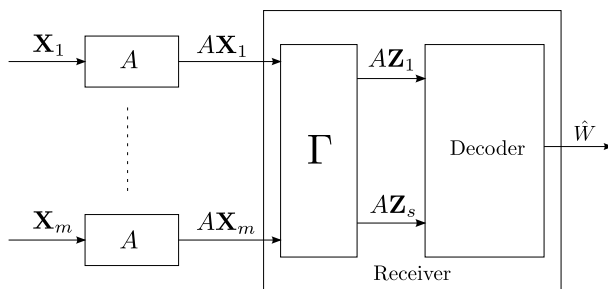 𝐗₁ A A𝐗₁ Γ A𝐙₁ Decoder Ŵ
𝐗ₘ A A𝐗ₘ A𝐙ₛ
Receiver